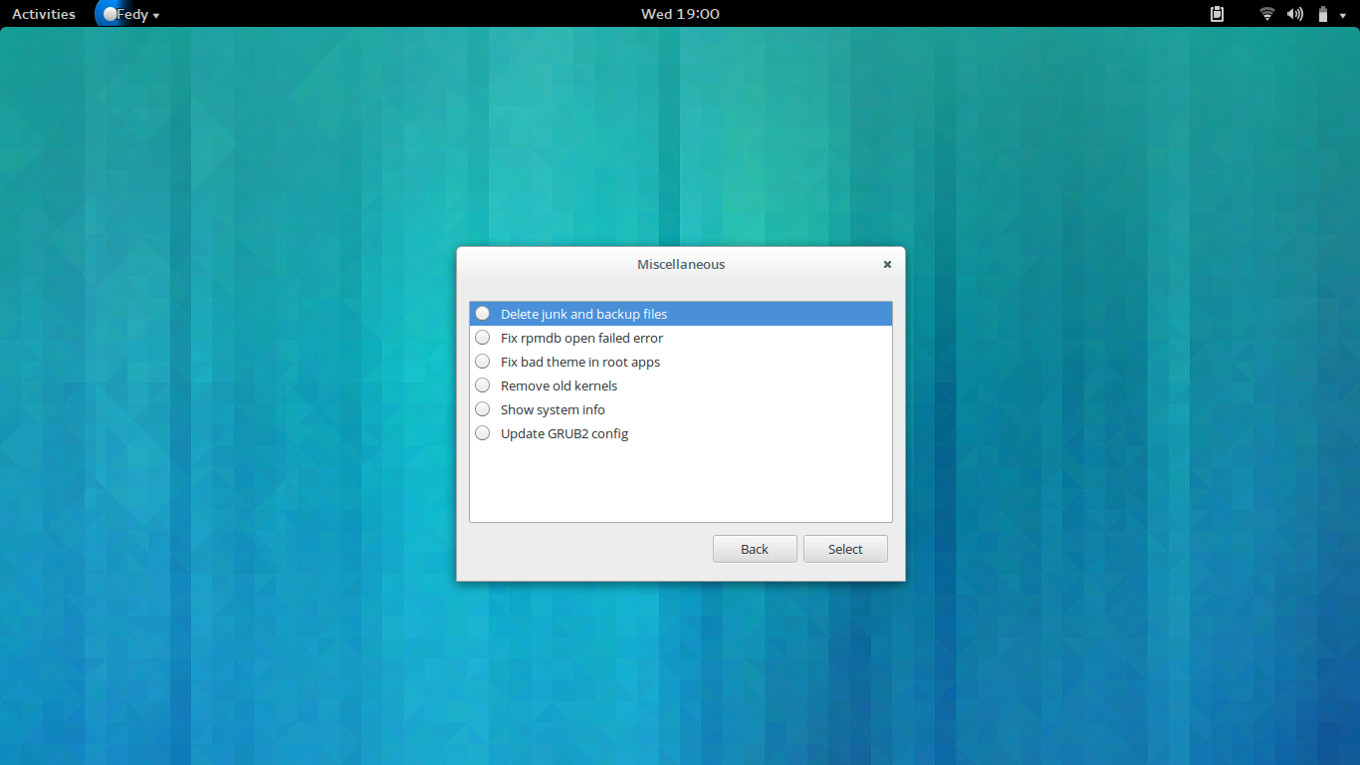 Activities Fedy Wed 19:00
Miscellaneous
Delete junk and backup files
Fix rpmdb open failed error
Fix bad theme in root apps
Remove old kernels
Show system info
Update GRUB2 config
Back Select